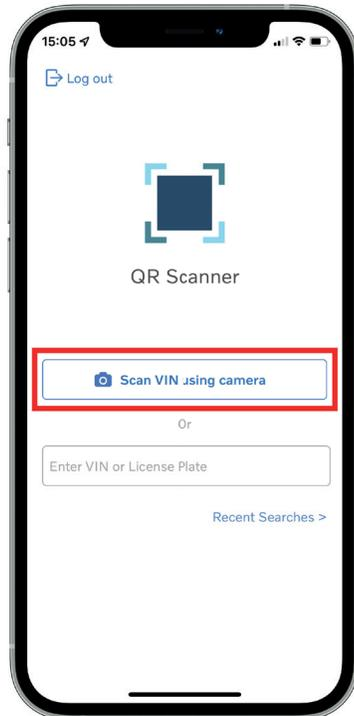 15:05
Log out
QR Scanner
Scan VIN using camera
Or
Enter VIN or License Plate
Recent Searches >